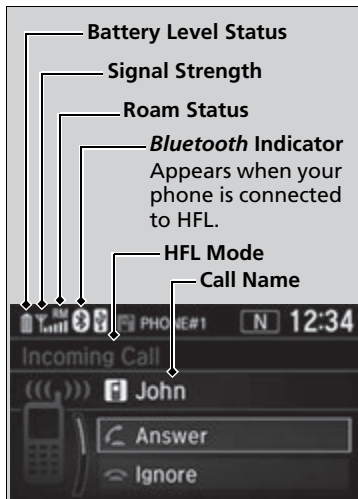 Battery Level Status
Signal Strength
Roam Status
Bluetooth Indicator
Appears when your
phone is connected
to HFL.
HFL Mode
Call Name
RM
PHONE#1 N 12:34
Incoming Call
John
Answer
Ignore